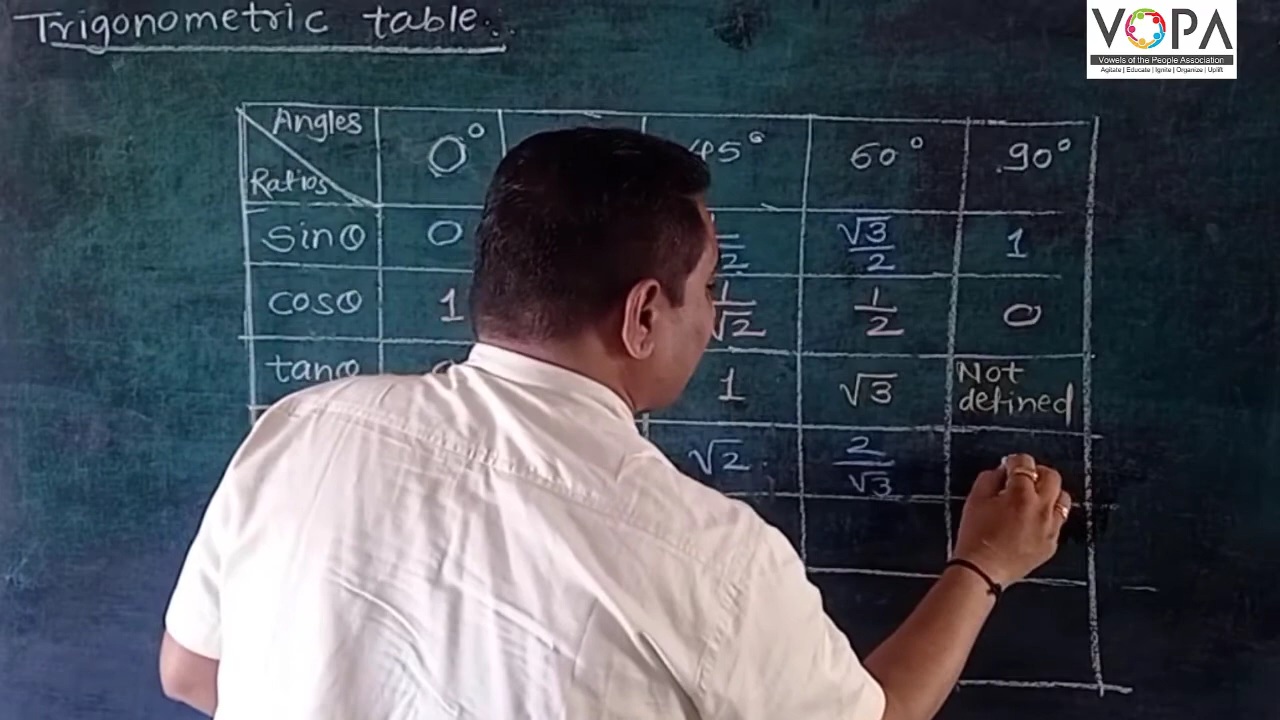 Trigonometric table:
VOPA
Vowels of the People Association
Agitate | Educate | Ignite | Organize | Uplift
Angles
Ratios
0° 45° 60° 90°
sinθ 0 √3/2 1
cosθ 1 1/√2 1/2 0
tanθ 1 √3 Not defined
√2 2/√3